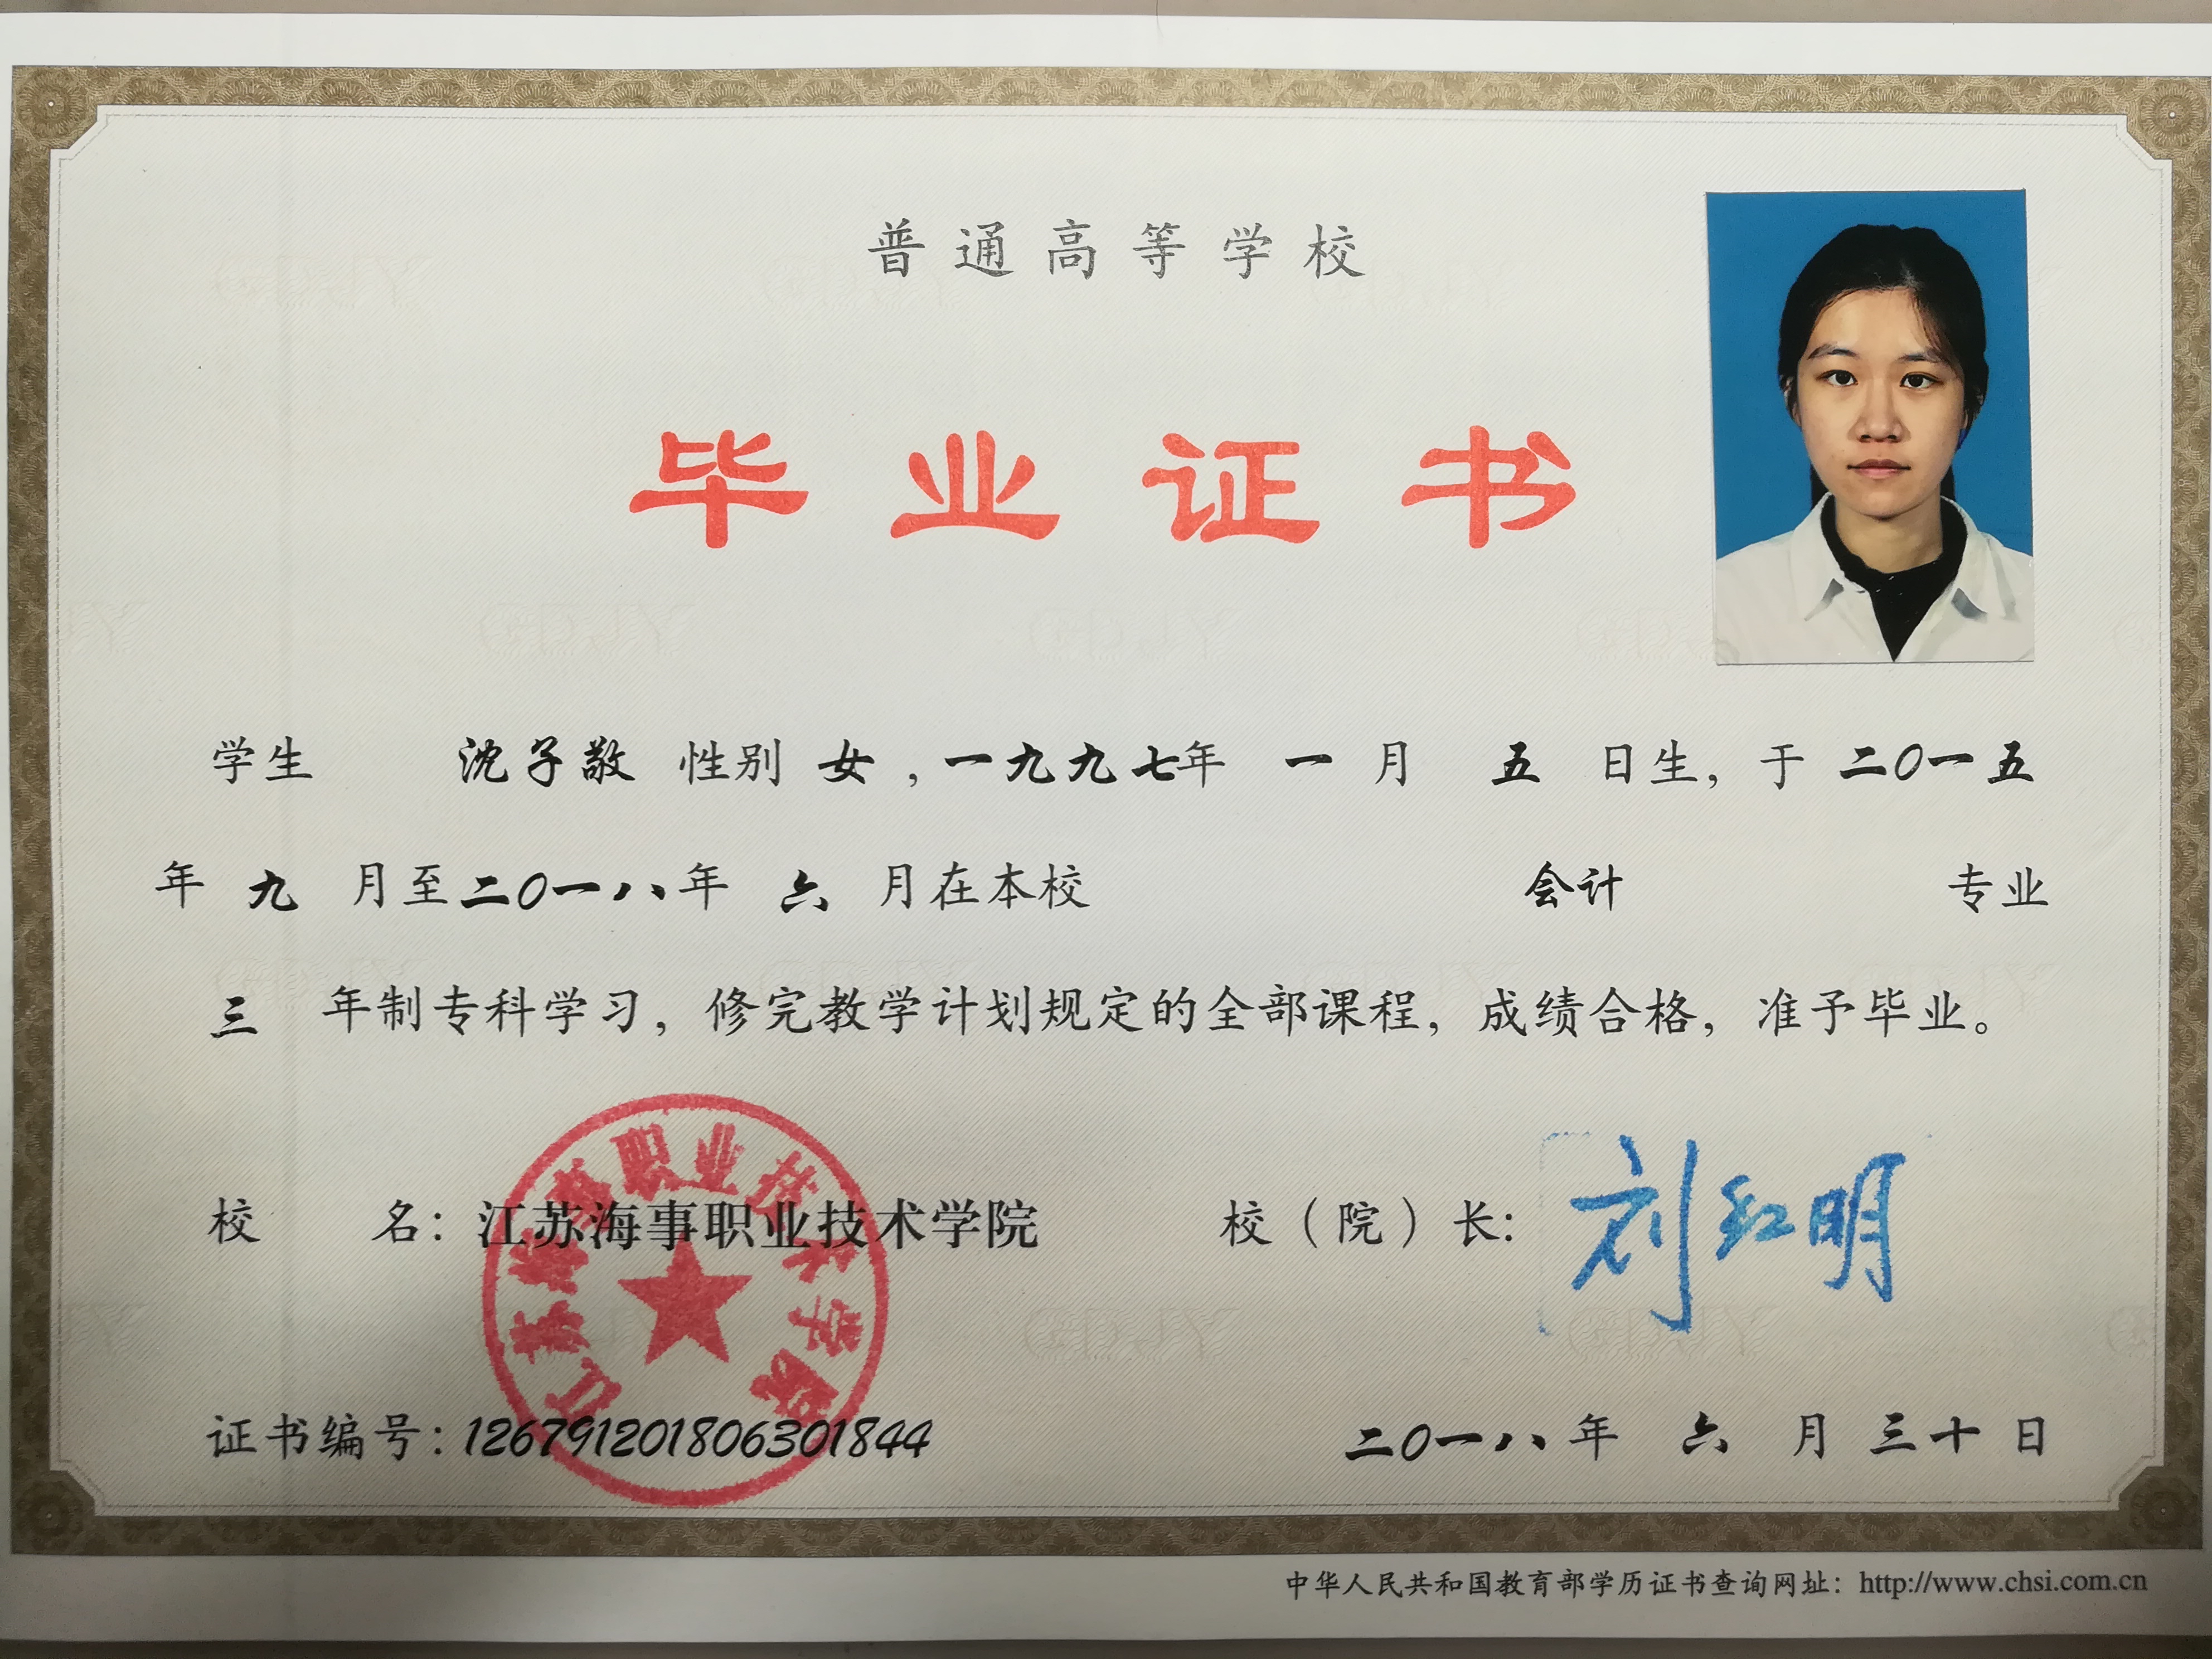 普通高等学校
毕业证书
学生 沈子敬 性别 女，一九九七年 一 月 五 日生，于 二〇一五
年 九 月至二〇一八年 六 月在本校 会计 专业
三 年制专科学习，修完教学计划规定的全部课程，成绩合格，准予毕业。
校 名：江苏海事职业技术学院 校（院）长：刘红明
江苏海事职业技术学院
证书编号：126791201806301844 二〇一八年 六 月 三十 日
中华人民共和国教育部学历证书查询网址：http://www.chsi.com.cn